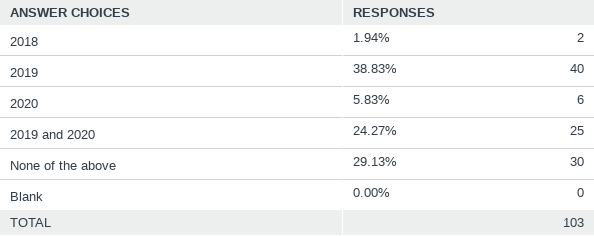 ANSWER CHOICES RESPONSES
2018 1.94% 2
2019 38.83% 40
2020 5.83% 6
2019 and 2020 24.27% 25
None of the above 29.13% 30
Blank 0.00% 0
TOTAL 103